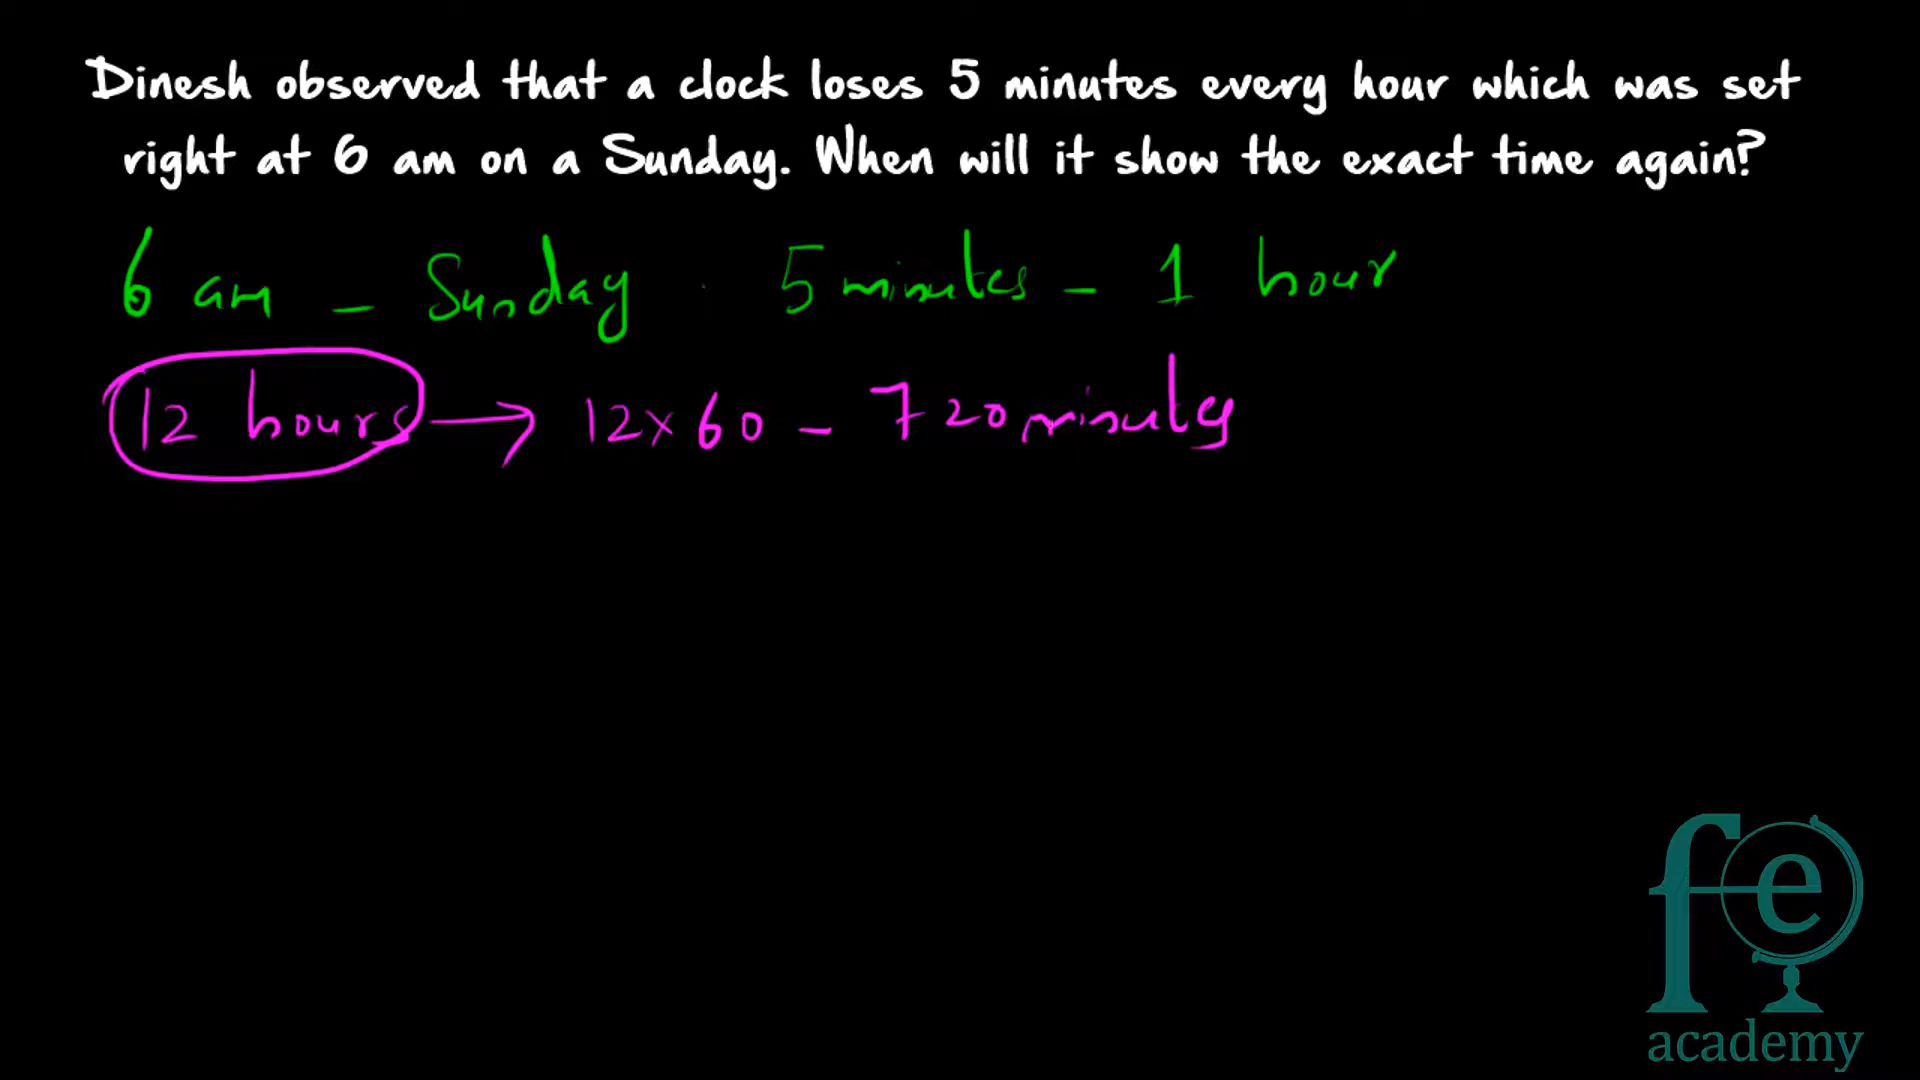 Dinesh observed that a clock loses 5 minutes every hour which was set
right at 6 am on a Sunday. When will it show the exact time again?
6 am - Sunday . 5 minutes - 1 hour
12 hours → 12 x 60 - 720 minutes
fe
academy